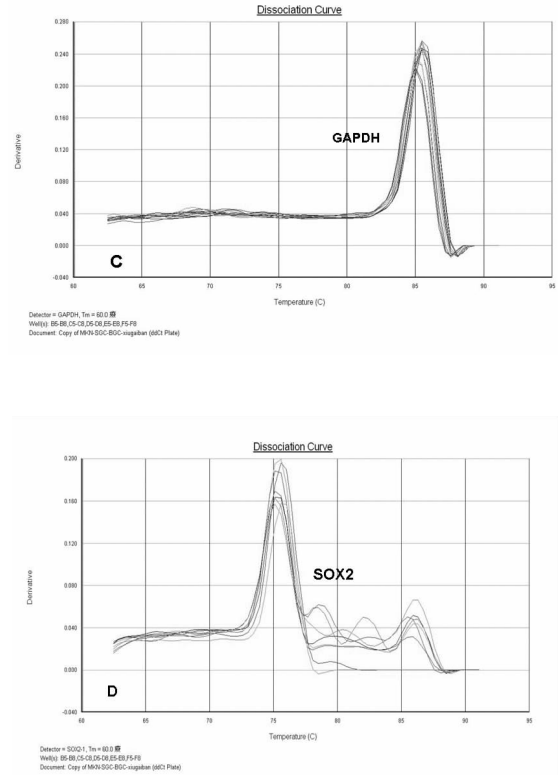 Dissociation Curve
0.280
0.240
0.200
0.160
0.120
0.080
0.040
0.000
-0.040
Derivative
GAPDH
C
60 65 70 75 80 85 90 95
Temperature (C)
Detector = GAPDH, Tm = 60.0
Well(s): B5-B8,C5-C8,D5-D8,E5-E8,F5-F8
Document: Copy of MKN-SGC-BGC-xiugaiban (ddCt Plate)
Dissociation Curve
0.200
0.160
0.120
0.080
0.040
0.000
-0.040
Derivative
SOX2
D
60 65 70 75 80 85 90 95
Temperature (C)
Detector = SOX2-1, Tm = 60.0
Well(s): B5-B8,C5-C8,D5-D8,E5-E8,F5-F8
Document: Copy of MKN-SGC-BGC-xiugaiban (ddCt Plate)